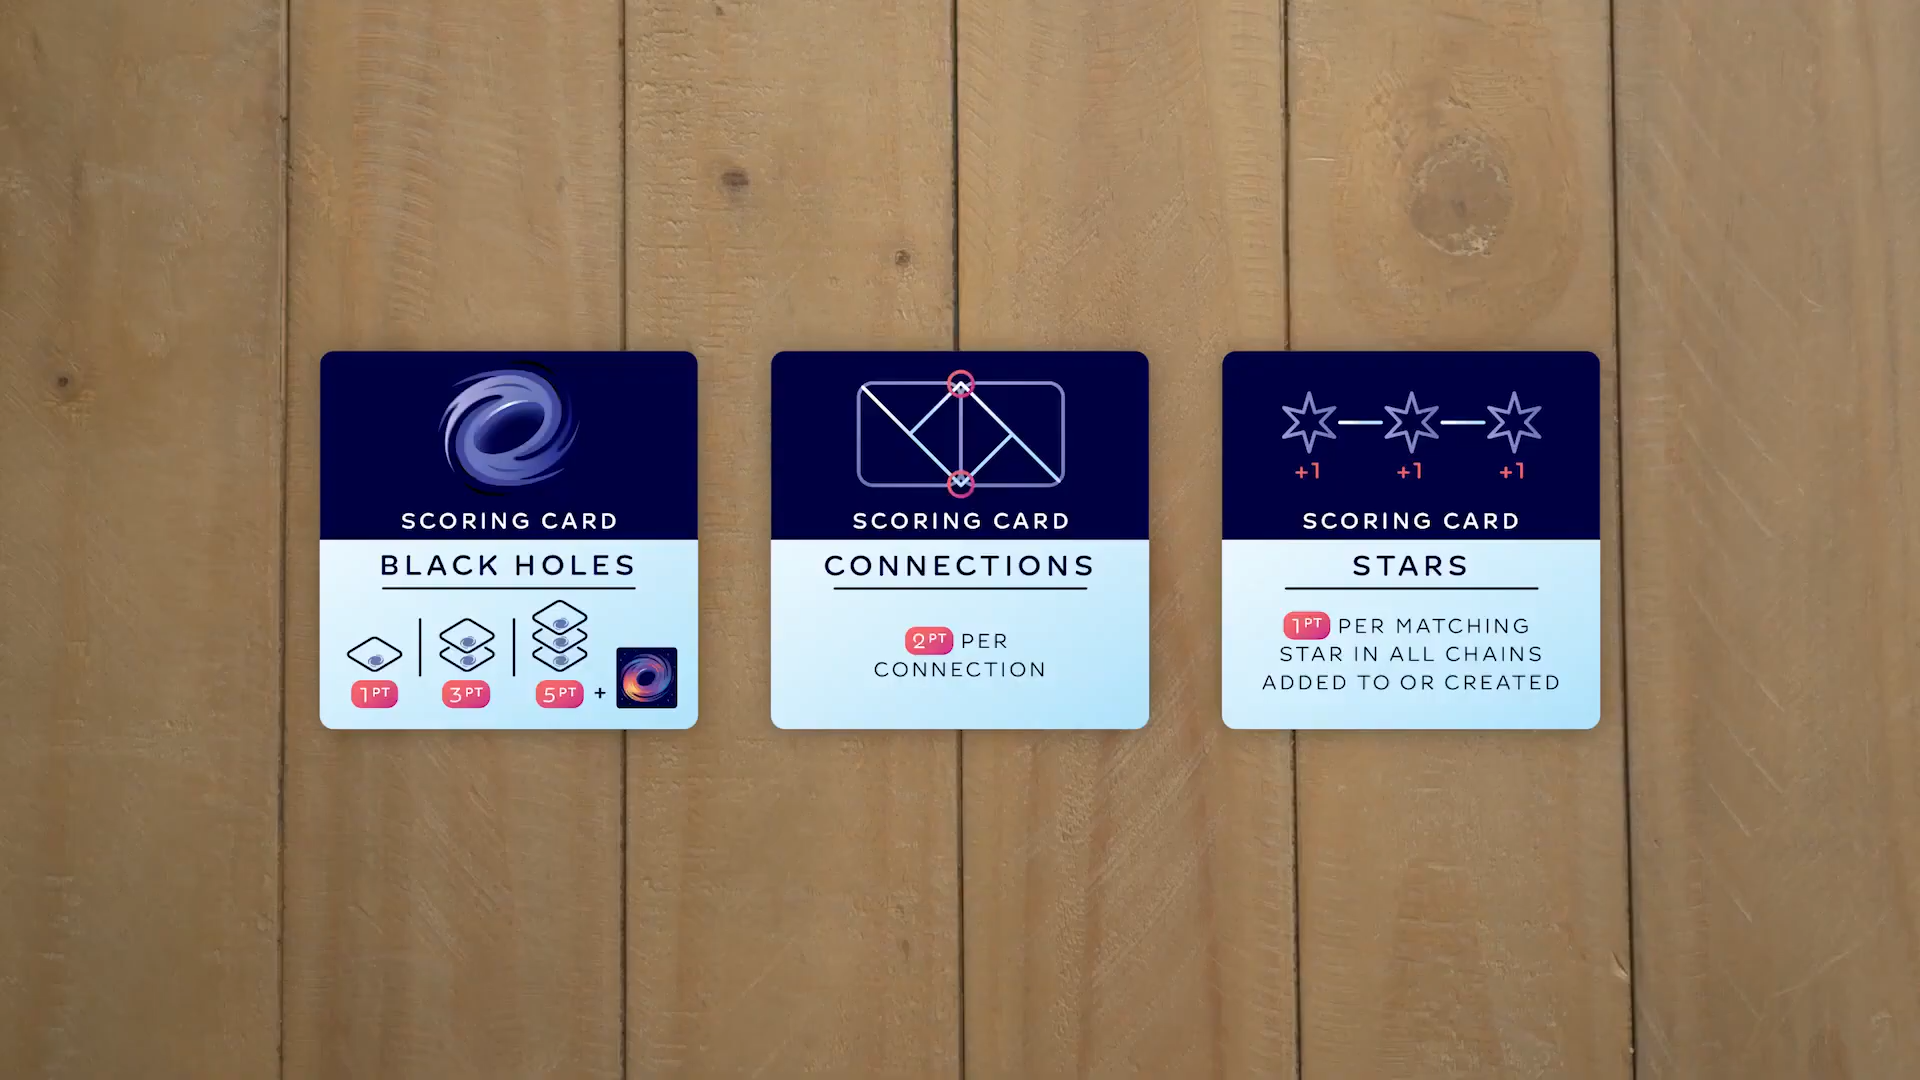 SCORING CARD
BLACK HOLES
1PT
3PT
5PT +
SCORING CARD
CONNECTIONS
2PT PER
CONNECTION
+1 +1 +1
SCORING CARD
STARS
1PT PER MATCHING
STAR IN ALL CHAINS
ADDED TO OR CREATED